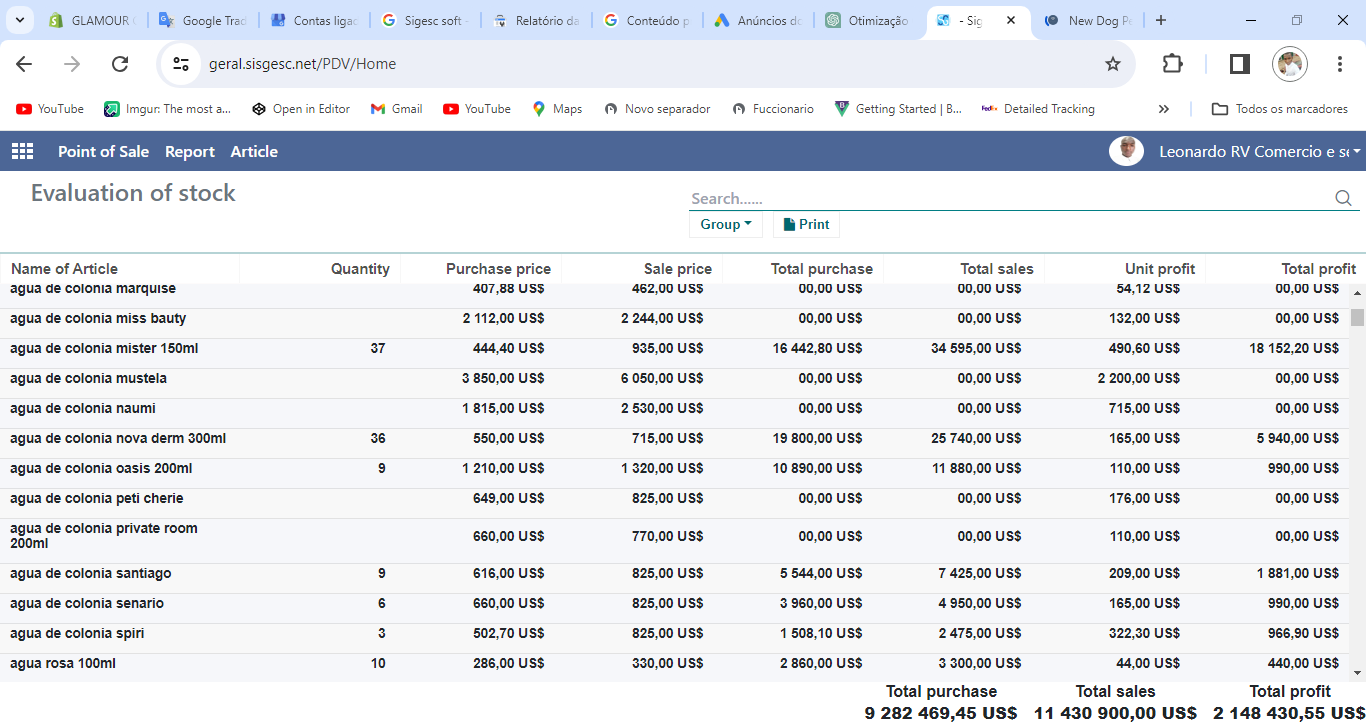 GLAMOUR
Google Trad
Contas ligac
Sigesc soft -
Relatório da
Conteúdo p
Anúncios do
Otimização
- Sig
New Dog Pe
geral.sisgesc.net/PDV/Home
YouTube
Imgur: The most a...
Open in Editor
Gmail
YouTube
Maps
Novo separador
Fuccionario
Getting Started | B...
FedEx Detailed Tracking
Todos os marcadores
Point of Sale Report Article
Leonardo RV Comercio e se
Evaluation of stock
Search......
Group
Print
Name of Article Quantity Purchase price Sale price Total purchase Total sales Unit profit Total profit
agua de colonia marquise 407,88 US$ 462,00 US$ 00,00 US$ 00,00 US$ 54,12 US$ 00,00 US$
agua de colonia miss bauty 2 112,00 US$ 2 244,00 US$ 00,00 US$ 00,00 US$ 132,00 US$ 00,00 US$
agua de colonia mister 150ml 37 444,40 US$ 935,00 US$ 16 442,80 US$ 34 595,00 US$ 490,60 US$ 18 152,20 US$
agua de colonia mustela 3 850,00 US$ 6 050,00 US$ 00,00 US$ 00,00 US$ 2 200,00 US$ 00,00 US$
agua de colonia naumi 1 815,00 US$ 2 530,00 US$ 00,00 US$ 00,00 US$ 715,00 US$ 00,00 US$
agua de colonia nova derm 300ml 36 550,00 US$ 715,00 US$ 19 800,00 US$ 25 740,00 US$ 165,00 US$ 5 940,00 US$
agua de colonia oasis 200ml 9 1 210,00 US$ 1 320,00 US$ 10 890,00 US$ 11 880,00 US$ 110,00 US$ 990,00 US$
agua de colonia peti cherie 649,00 US$ 825,00 US$ 00,00 US$ 00,00 US$ 176,00 US$ 00,00 US$
agua de colonia private room
200ml 660,00 US$ 770,00 US$ 00,00 US$ 00,00 US$ 110,00 US$ 00,00 US$
agua de colonia santiago 9 616,00 US$ 825,00 US$ 5 544,00 US$ 7 425,00 US$ 209,00 US$ 1 881,00 US$
agua de colonia senario 6 660,00 US$ 825,00 US$ 3 960,00 US$ 4 950,00 US$ 165,00 US$ 990,00 US$
agua de colonia spiri 3 502,70 US$ 825,00 US$ 1 508,10 US$ 2 475,00 US$ 322,30 US$ 966,90 US$
agua rosa 100ml 10 286,00 US$ 330,00 US$ 2 860,00 US$ 3 300,00 US$ 44,00 US$ 440,00 US$
Total purchase Total sales Total profit
9 282 469,45 US$ 11 430 900,00 US$ 2 148 430,55 US$